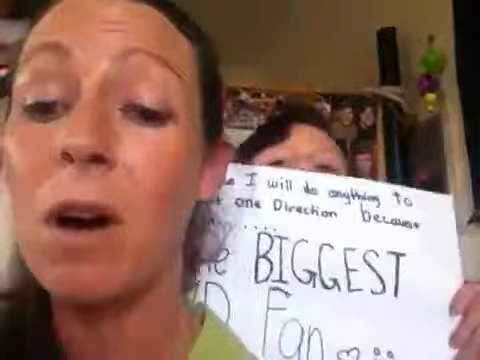 I will do anything to
one Direction because
BIGGEST
Fan